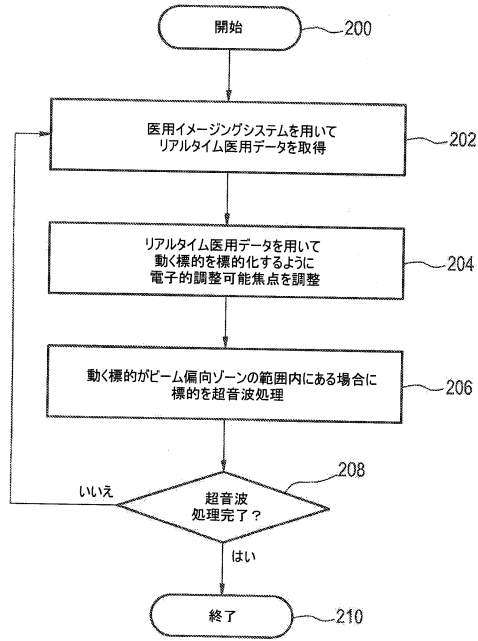 開始
200
医用イメージングシステムを用いて
リアルタイム医用データを取得
202
リアルタイム医用データを用いて
動く標的を標的化するように
電子的調整可能焦点を調整
204
動く標的がビーム偏向ゾーンの範囲内にある場合に
標的を超音波処理
206
208
いいえ
超音波
処理完了？
はい
終了
210